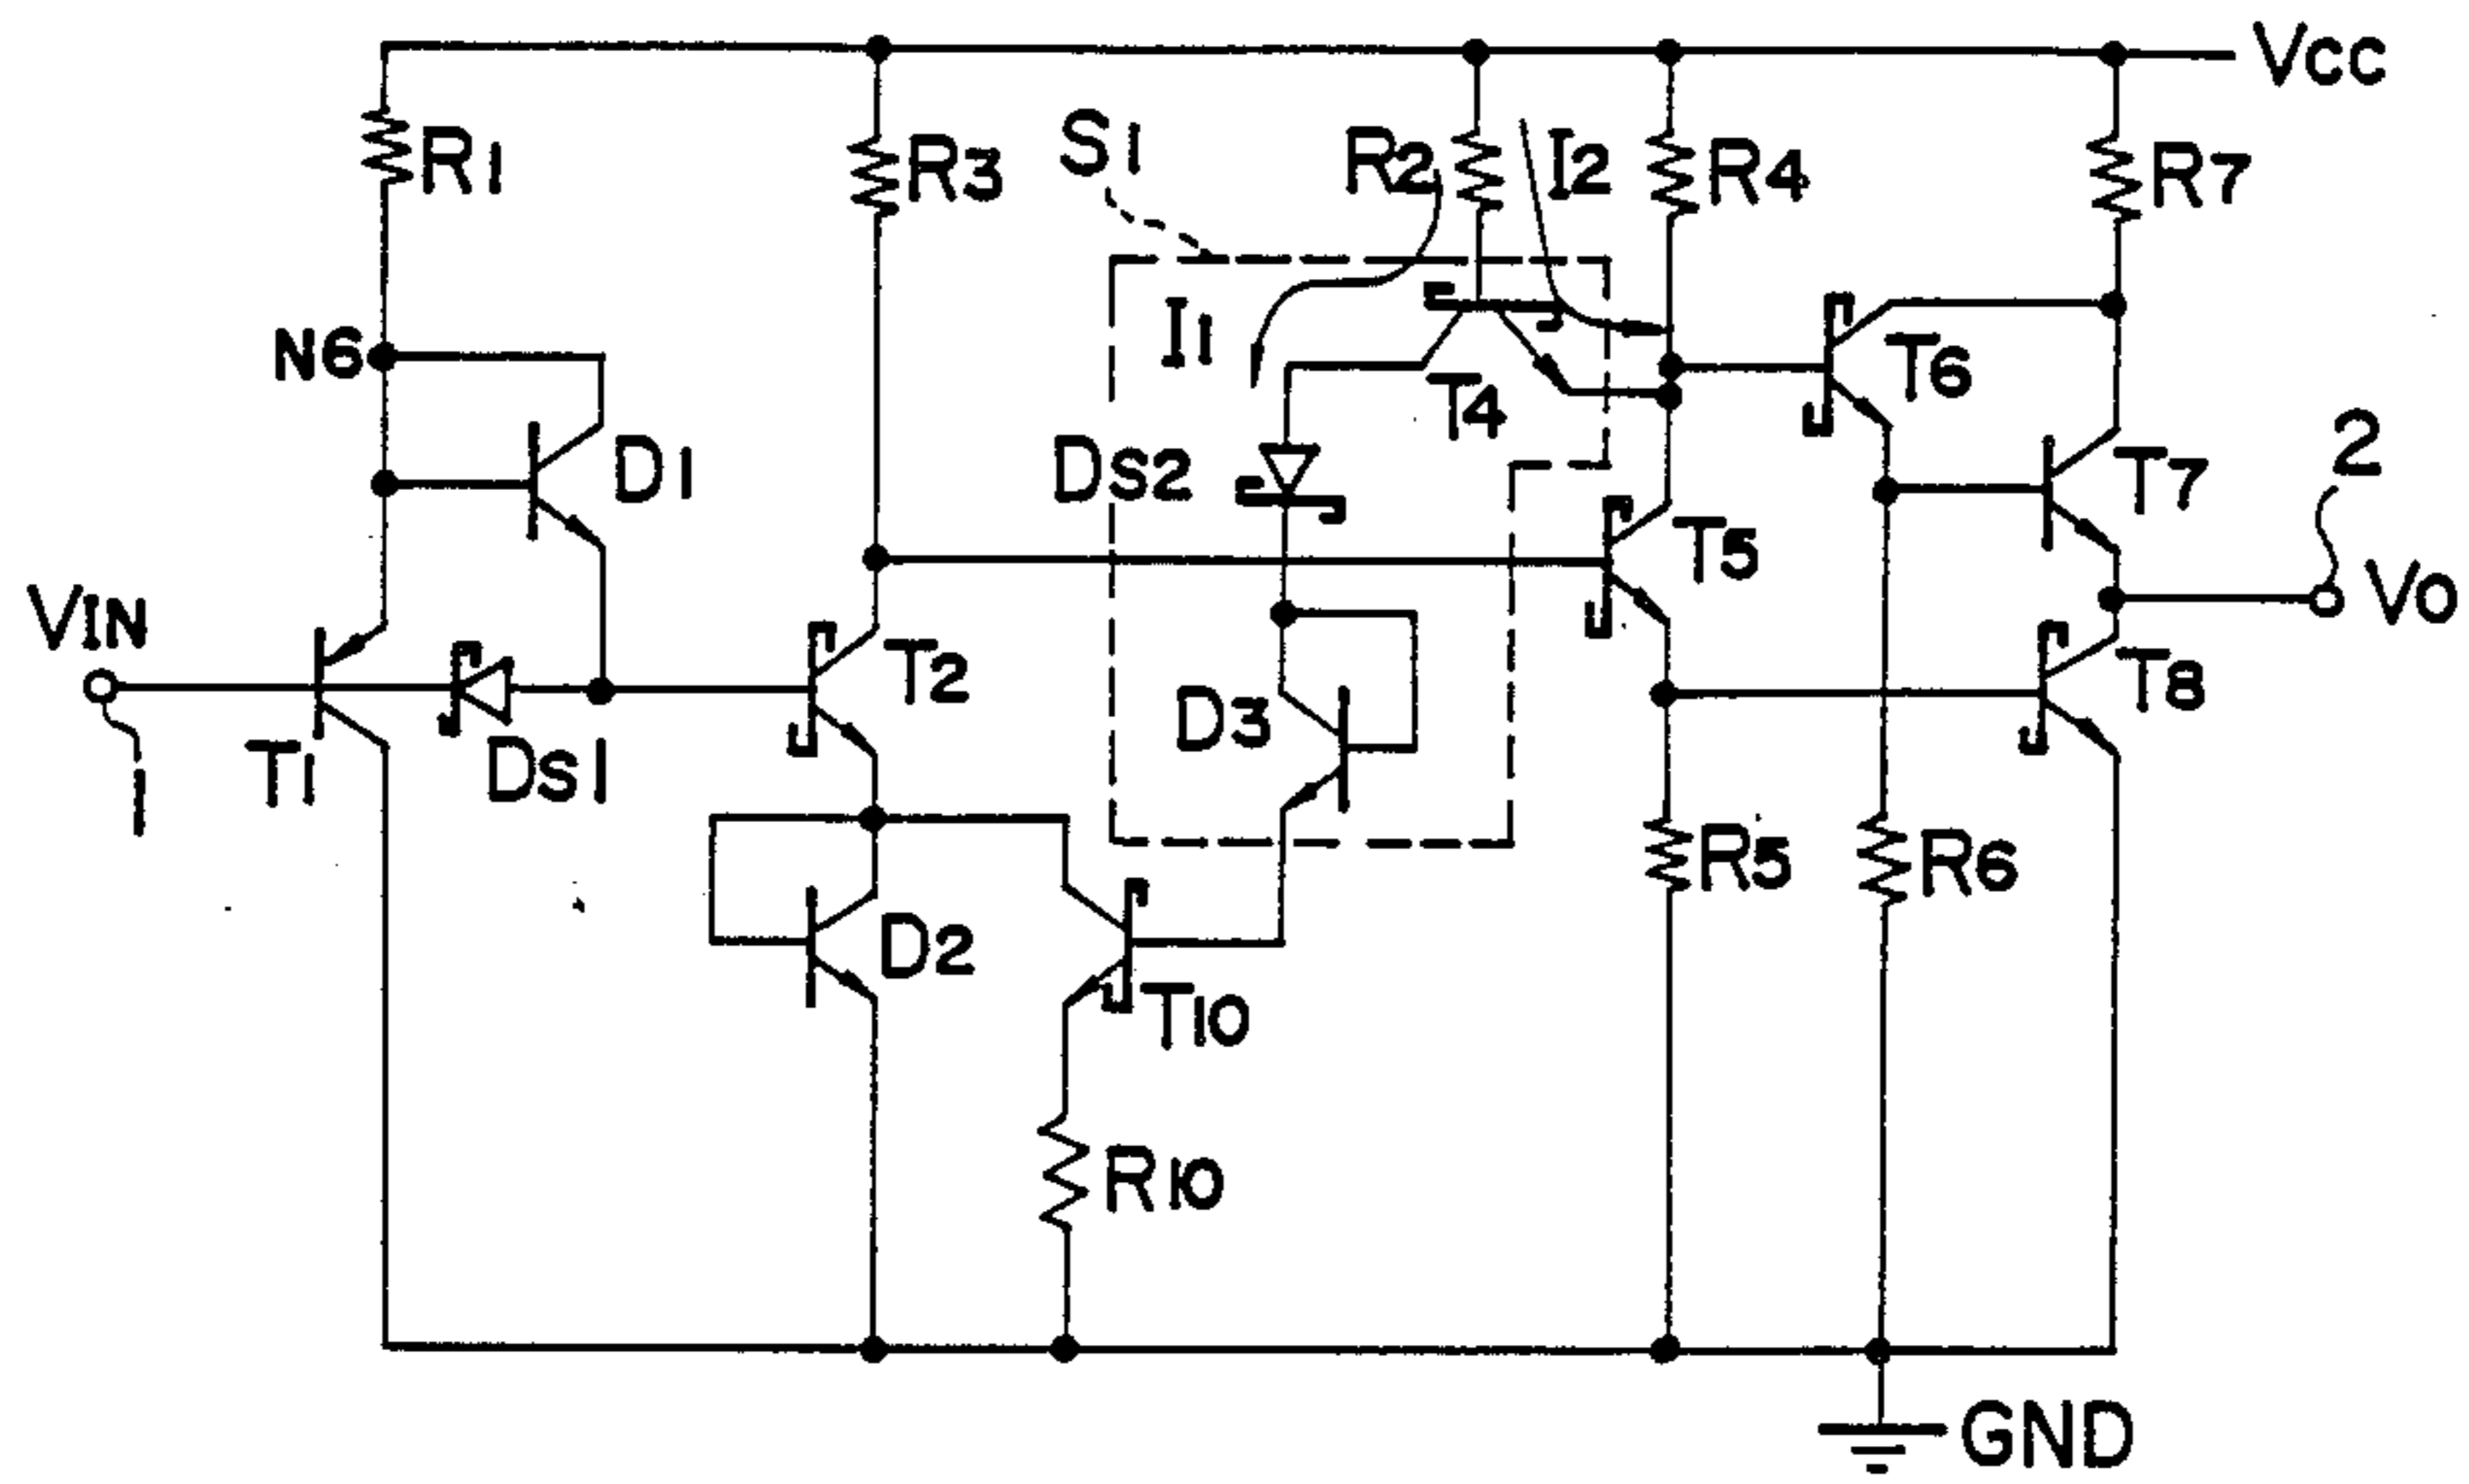 VCC
R1
R3
S1
R2
I2
R4
R7
I1
N6
T6
T4
D1
DS2
T7
2
T5
VIN
VO
T2
T8
D3
T1
DS1
1
R5
R6
D2
T10
R10
GND